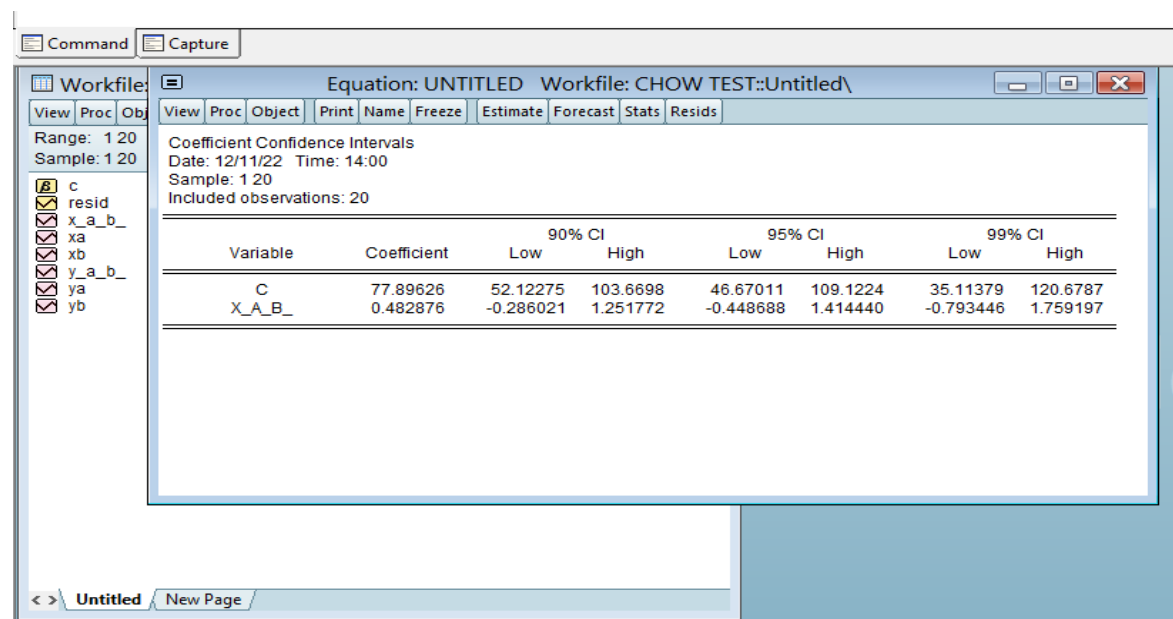 Command Capture
Workfile:
Equation: UNTITLED Workfile: CHOW TEST::Untitled\
View Proc Obj
View Proc Object Print Name Freeze Estimate Forecast Stats Resids
Range: 1 20
Sample: 1 20
c
resid
x_a_b_
xa
xb
y_a_b_
ya
yb
Coefficient Confidence Intervals
Date: 12/11/22 Time: 14:00
Sample: 1 20
Included observations: 20
90% CI 95% CI 99% CI
Variable Coefficient Low High Low High Low High
C 77.89626 52.12275 103.6698 46.67011 109.1224 35.11379 120.6787
X_A_B_ 0.482876 -0.286021 1.251772 -0.448688 1.414440 -0.793446 1.759197
< > Untitled New Page